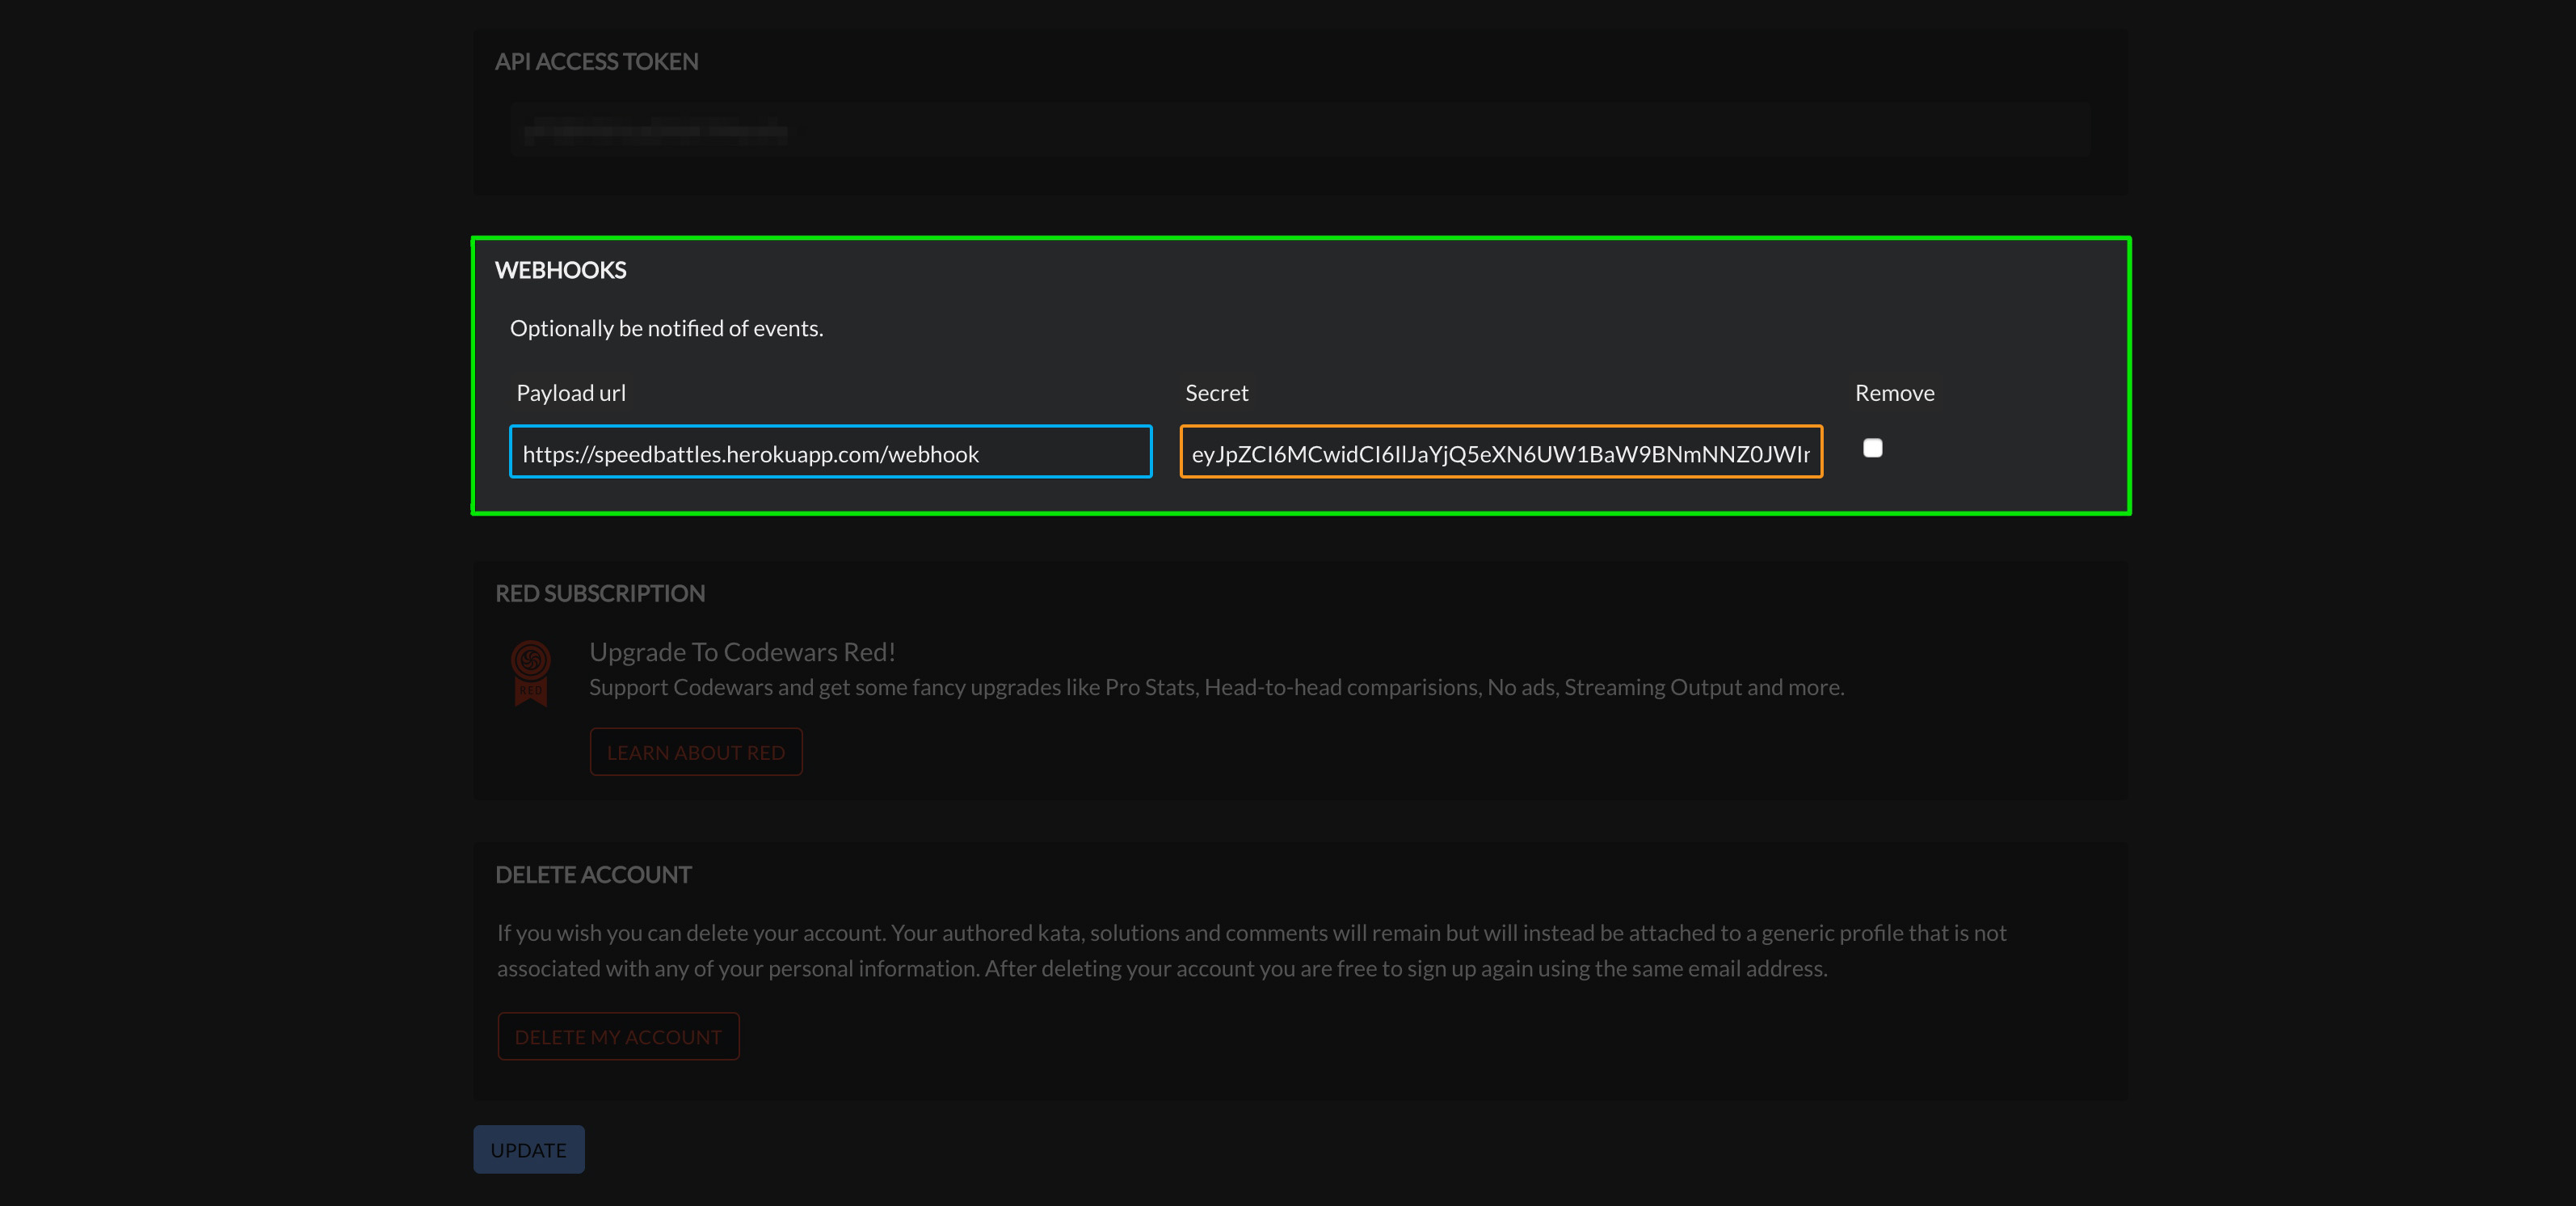 API ACCESS TOKEN
WEBHOOKS
Optionally be notified of events.
Payload url Secret Remove
https://speedbattles.herokuapp.com/webhook eyJpZCI6MCwidCI6IlJaYjQ5eXN6UW1BaW9BNmNNZ0JWIr
RED SUBSCRIPTION
Upgrade To Codewars Red!
RED
Support Codewars and get some fancy upgrades like Pro Stats, Head-to-head comparisions, No ads, Streaming Output and more.
LEARN ABOUT RED
DELETE ACCOUNT
If you wish you can delete your account. Your authored kata, solutions and comments will remain but will instead be attached to a generic profile that is not
associated with any of your personal information. After deleting your account you are free to sign up again using the same email address.
DELETE MY ACCOUNT
UPDATE